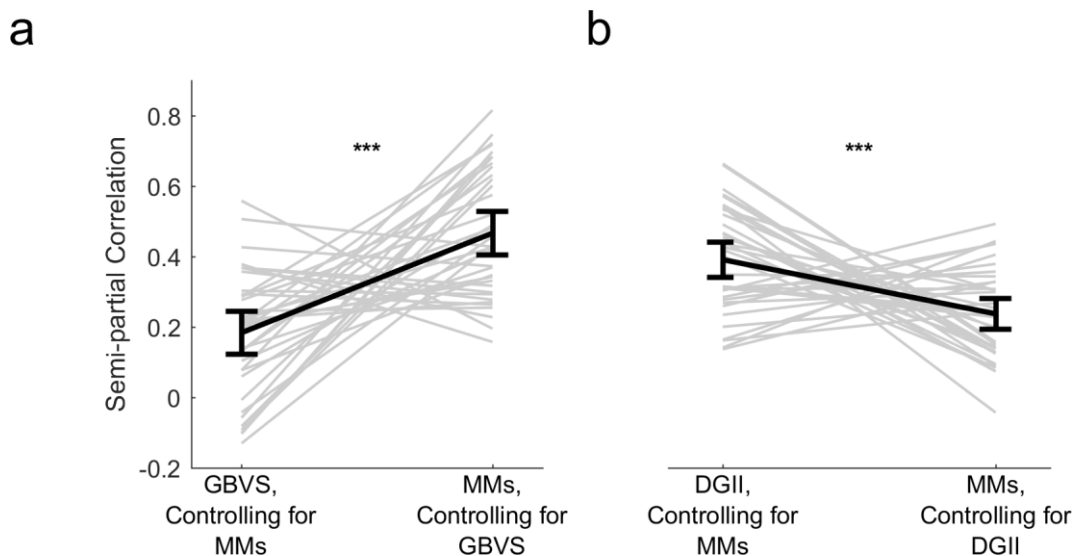 a
b
Semi-partial Correlation
0.8
0.6
0.4
0.2
0
-0.2
***
***
GBVS,
Controlling for
MMs
MMs,
Controlling for
GBVS
DGII,
Controlling for
MMs
MMs,
Controlling for
DGII